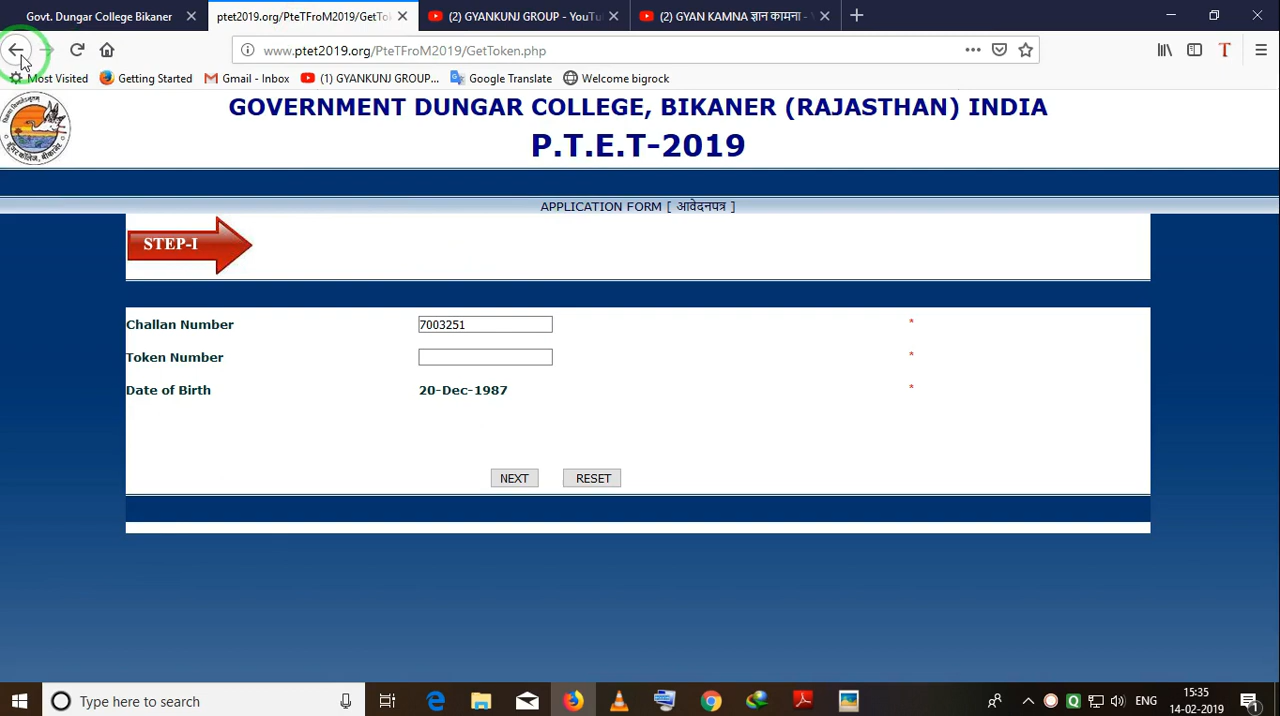 Govt. Dungar College Bikaner
ptet2019.org/PteTFroM2019/GetTo
(2) GYANKUNJ GROUP - YouTu
(2) GYAN KAMNA ज्ञान कामना - Y
www.ptet2019.org/PteTFroM2019/GetToken.php
Most Visited
Getting Started
Gmail - Inbox
(1) GYANKUNJ GROUP...
Google Translate
Welcome bigrock
GOVERNMENT DUNGAR COLLEGE, BIKANER (RAJASTHAN) INDIA
P.T.E.T-2019
APPLICATION FORM [ आवेदनपत्र ]
STEP-I
Challan Number 7003251 *
Token Number *
Date of Birth 20-Dec-1987 *
NEXT RESET
Type here to search
ENG
15:35
14-02-2019
1